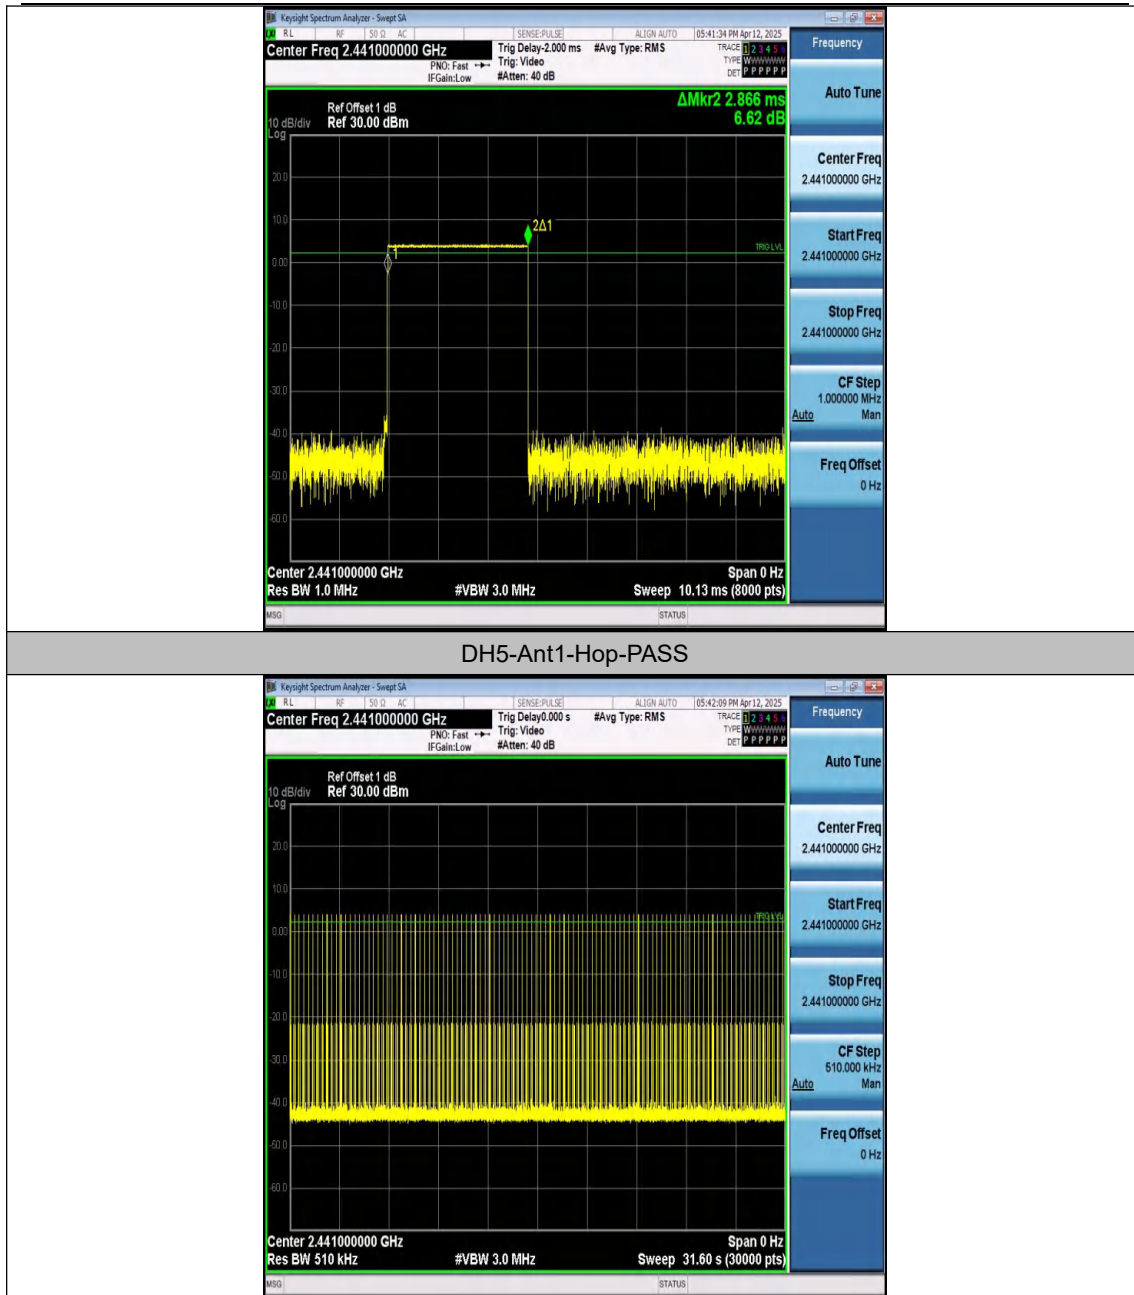 Keysight Spectrum Analyzer - Swept SA
RL RF 50 Ω AC SENSE:PULSE ALIGN AUTO 05:41:34 PM Apr 12, 2025
Center Freq 2.441000000 GHz
PNO: Fast
IFGain:Low
Trig Delay-2.000 ms
Trig: Video
#Atten: 40 dB
#Avg Type: RMS
TRACE 1 2 3 4 5 6
TYPE WWWWWW
DET P P P P P P
Frequency
ΔMkr2 2.866 ms
6.62 dB
Ref Offset 1 dB
10 dB/div Ref 30.00 dBm
Log
20.0
10.0
0.00
-10.0
-20.0
-30.0
-40.0
-50.0
-60.0
1
2Δ1
TRIG LVL
Center 2.441000000 GHz Span 0 Hz
Res BW 1.0 MHz #VBW 3.0 MHz Sweep 10.13 ms (8000 pts)
MSG STATUS
Auto Tune
Center Freq
2.441000000 GHz
Start Freq
2.441000000 GHz
Stop Freq
2.441000000 GHz
CF Step
1.000000 MHz
Auto Man
Freq Offset
0 Hz
DH5-Ant1-Hop-PASS
Keysight Spectrum Analyzer - Swept SA
RL RF 50 Ω AC SENSE:PULSE ALIGN AUTO 05:42:09 PM Apr 12, 2025
Center Freq 2.441000000 GHz
PNO: Fast
IFGain:Low
Trig Delay0.000 s
Trig: Video
#Atten: 40 dB
#Avg Type: RMS
TRACE 1 2 3 4 5 6
TYPE WWWWWW
DET P P P P P P
Frequency
Ref Offset 1 dB
10 dB/div Ref 30.00 dBm
Log
20.0
10.0
0.00
-10.0
-20.0
-30.0
-40.0
-50.0
-60.0
TRIG LVL
Center 2.441000000 GHz Span 0 Hz
Res BW 510 kHz #VBW 3.0 MHz Sweep 31.60 s (30000 pts)
MSG STATUS
Auto Tune
Center Freq
2.441000000 GHz
Start Freq
2.441000000 GHz
Stop Freq
2.441000000 GHz
CF Step
510.000 kHz
Auto Man
Freq Offset
0 Hz